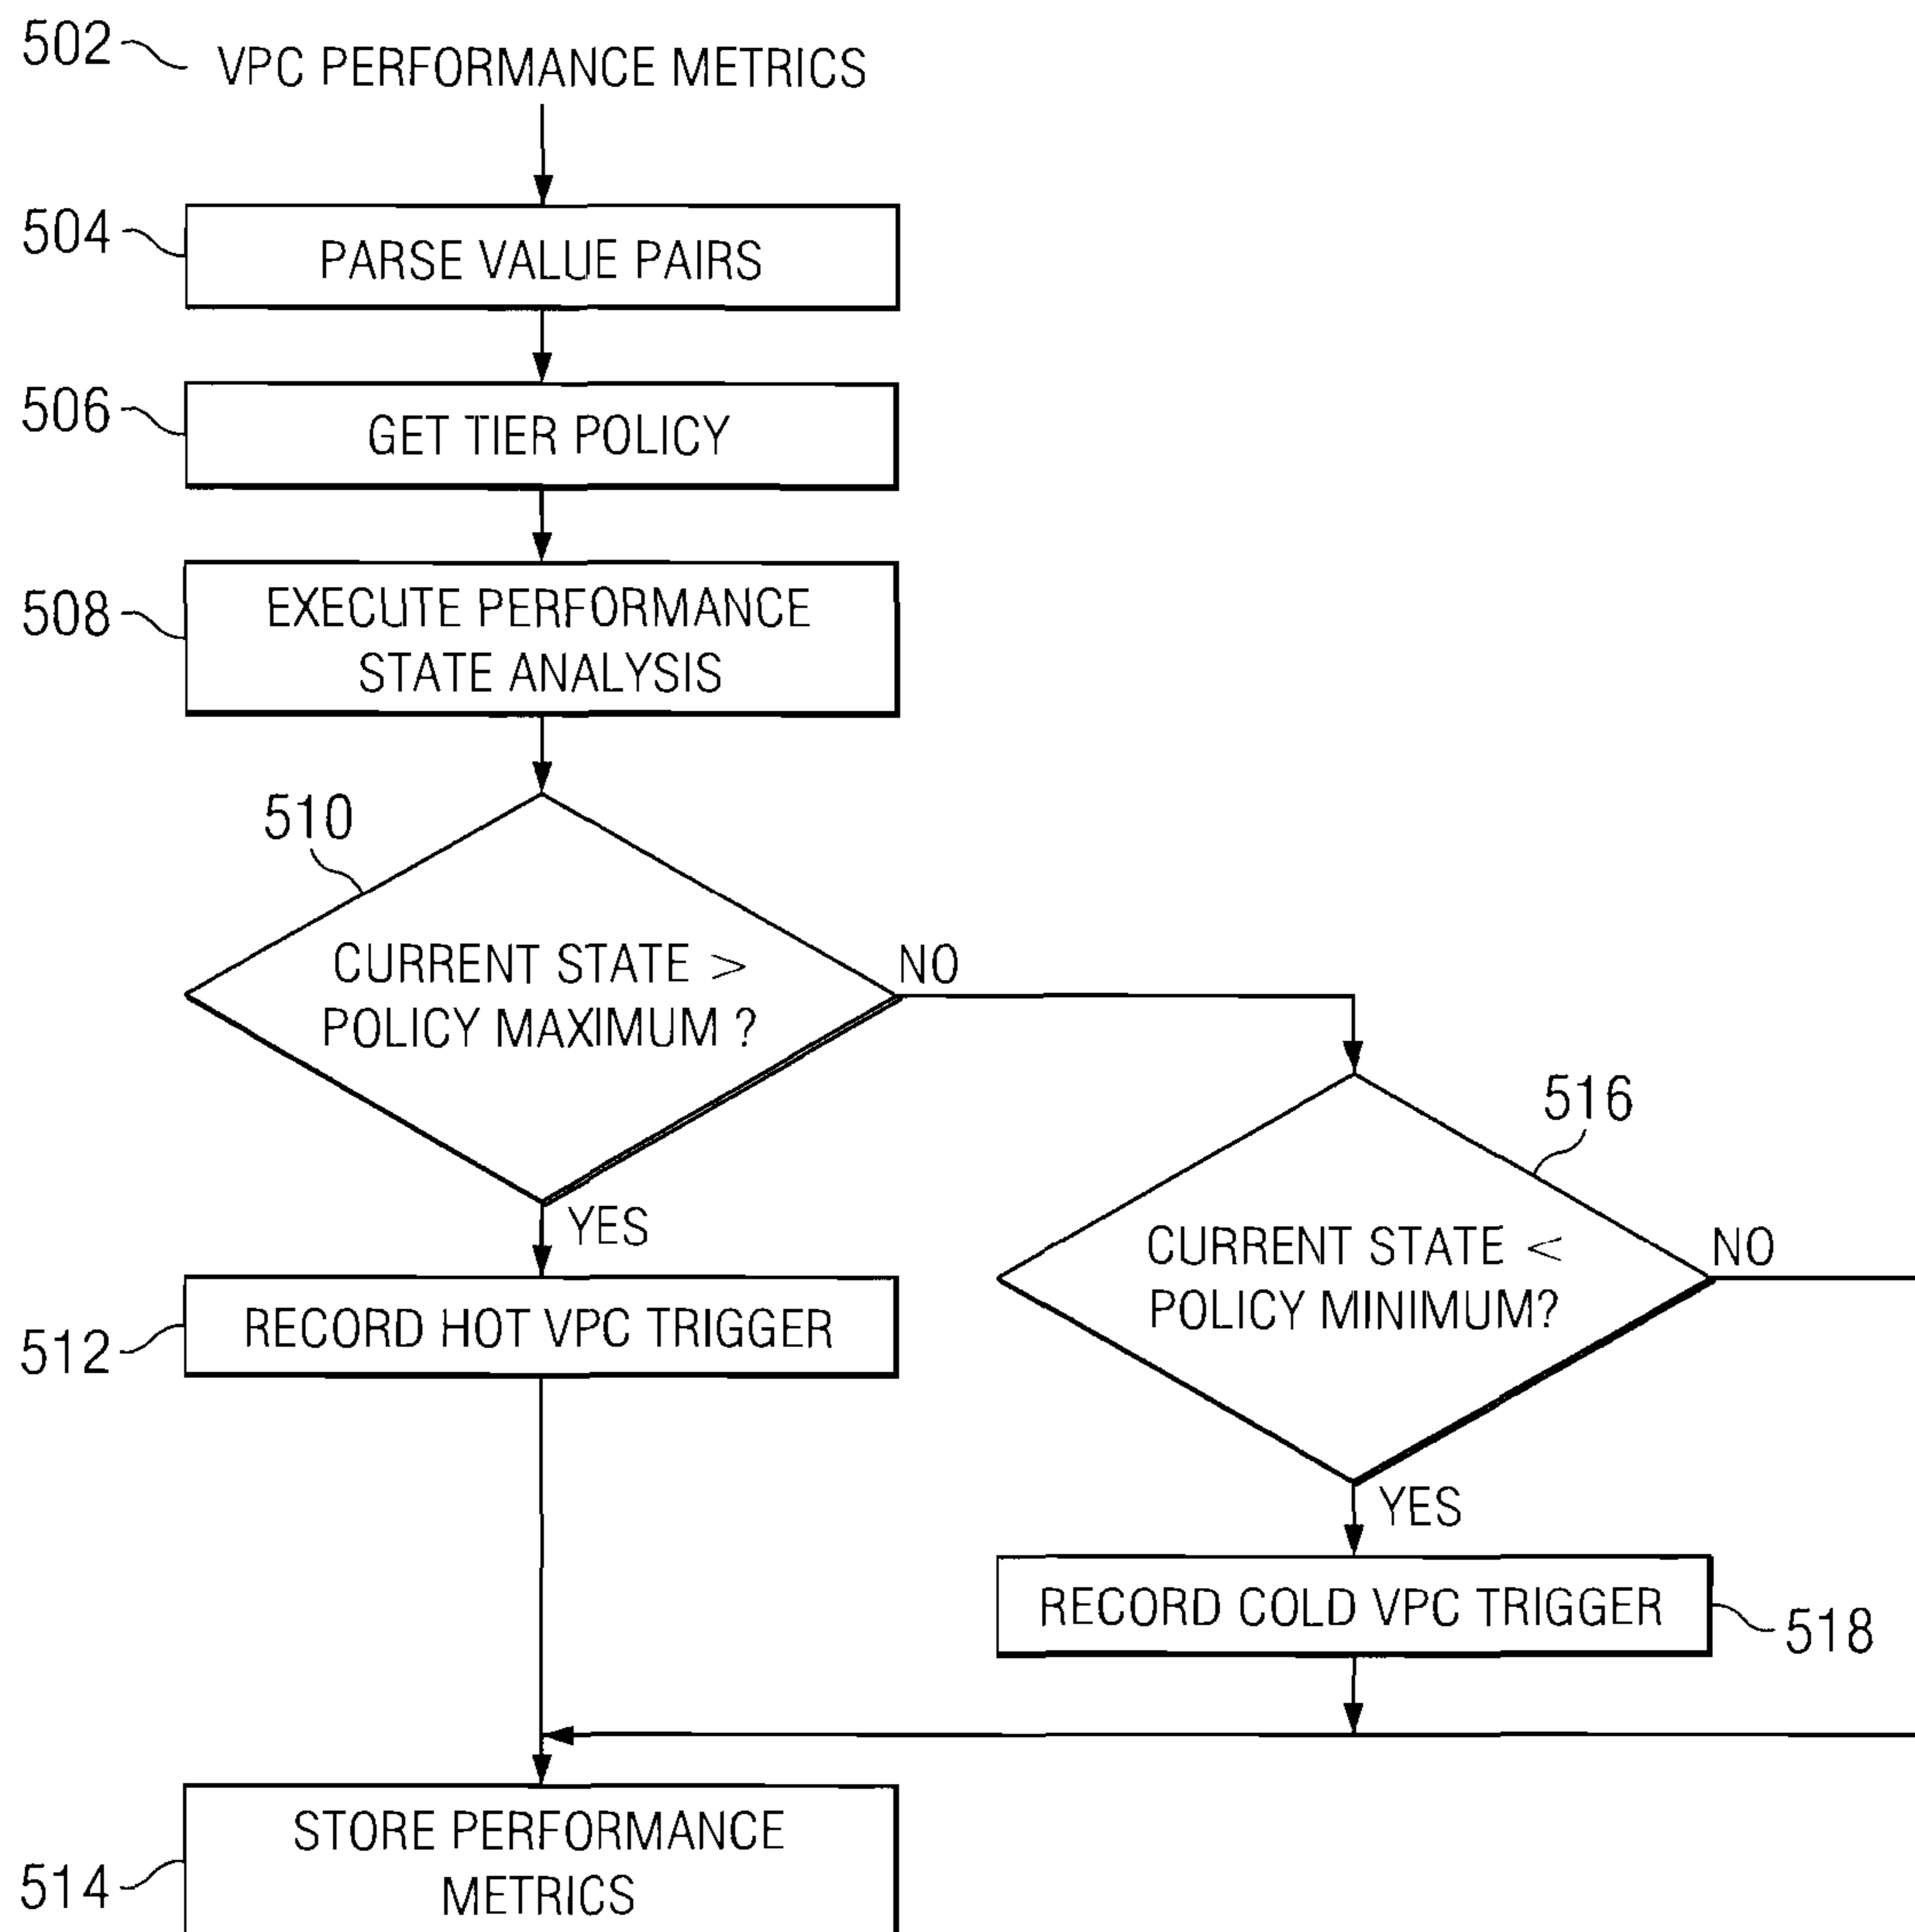 502
VPC PERFORMANCE METRICS
504
PARSE VALUE PAIRS
506
GET TIER POLICY
508
EXECUTE PERFORMANCE
STATE ANALYSIS
510
CURRENT STATE >
POLICY MAXIMUM ?
NO
YES
512
RECORD HOT VPC TRIGGER
516
CURRENT STATE <
POLICY MINIMUM?
NO
YES
RECORD COLD VPC TRIGGER
518
514
STORE PERFORMANCE
METRICS